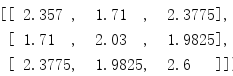 [[ 2.357 ,  1.71  ,  2.3775],
 [ 1.71  ,  2.03  ,  1.9825],
 [ 2.3775,  1.9825,  2.6   ]]]